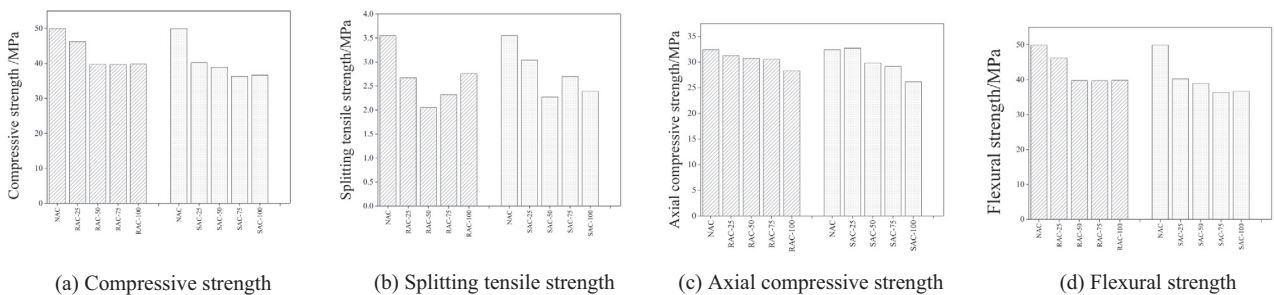 Compressive strength /MPa
50
40
30
20
10
0
NAC
RAC-25
RAC-50
RAC-75
RAC-100
NAC
SAC-25
SAC-50
SAC-75
SAC-100
(a) Compressive strength
Splitting tensile strength/MPa
4.0
3.5
3.0
2.5
2.0
1.5
1.0
0.5
0.0
NAC
RAC-25
RAC-50
RAC-75
RAC-100
NAC
SAC-25
SAC-50
SAC-75
SAC-100
(b) Splitting tensile strength
Axial compressive strength/MPa
35
30
25
20
15
10
5
0
NAC
RAC-25
RAC-50
RAC-75
RAC-100
NAC
SAC-25
SAC-50
SAC-75
SAC-100
(c) Axial compressive strength
Flexural strength/MPa
50
40
30
20
10
0
NAC
RAC-25
RAC-50
RAC-75
RAC-100
NAC
SAC-25
SAC-50
SAC-75
SAC-100
(d) Flexural strength